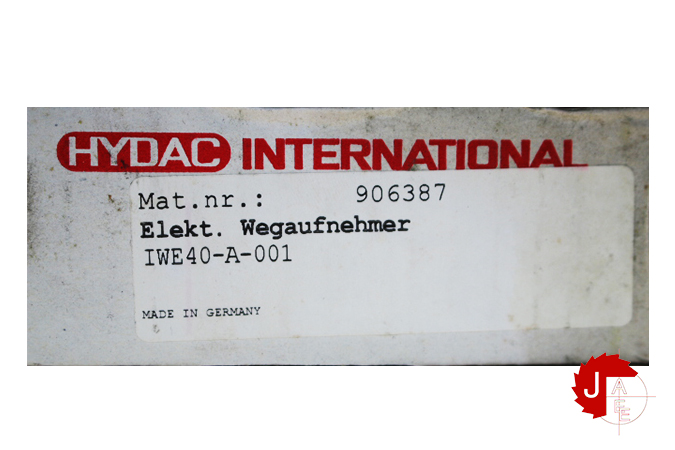 HYDAC INTERNATIONAL
Mat.nr.: 906387
Elekt. Wegaufnehmer
IWE40-A-001
MADE IN GERMANY
J
A
T
E
E